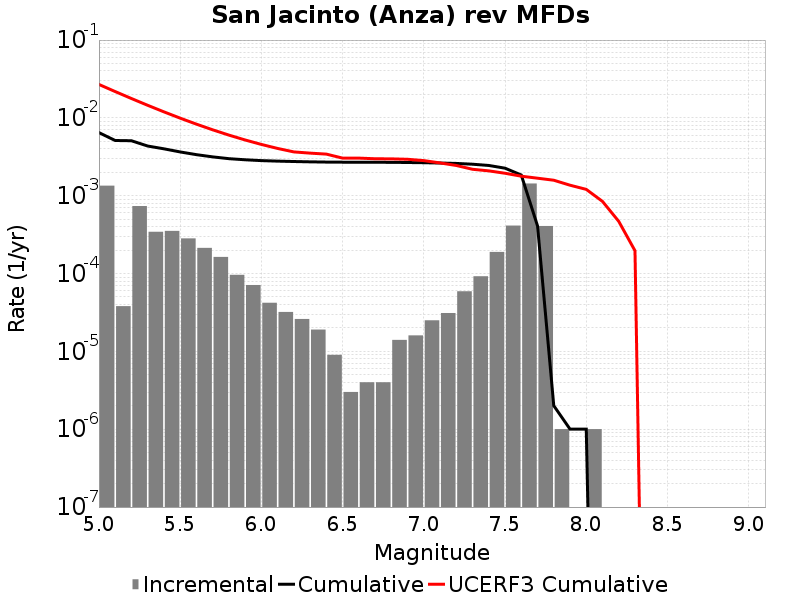 San Jacinto (Anza) rev MFDs
10-1
10-2
10-3
10-4
10-5
10-6
10-7
Rate (1/yr)
5.0 5.5 6.0 6.5 7.0 7.5 8.0 8.5 9.0
Magnitude
Incremental Cumulative UCERF3 Cumulative